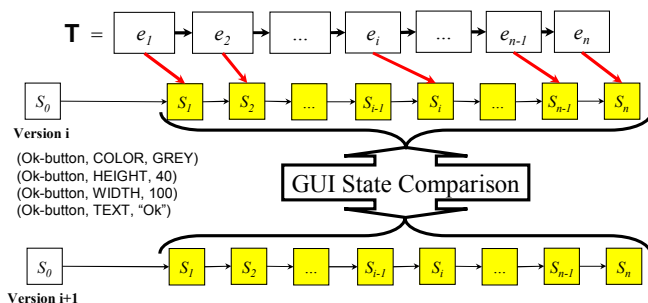 T = e1 e2 ... ei ... en-1 en
S0 S1 S2 ... Si-1 Si ... Sn-1 Sn
Version i
(Ok-button, COLOR, GREY)
(Ok-button, HEIGHT, 40)
(Ok-button, WIDTH, 100)
(Ok-button, TEXT, “Ok”)
GUI State Comparison
S0 S1 S2 ... Si-1 Si ... Sn-1 Sn
Version i+1